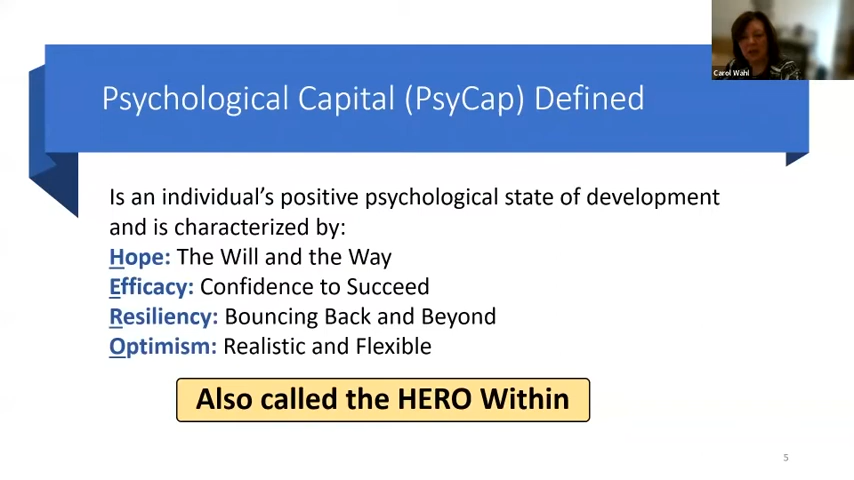 Carol Wahl
Psychological Capital (PsyCap) Defined
Is an individual's positive psychological state of development
and is characterized by:
Hope: The Will and the Way
Efficacy: Confidence to Succeed
Resiliency: Bouncing Back and Beyond
Optimism: Realistic and Flexible
Also called the HERO Within
5